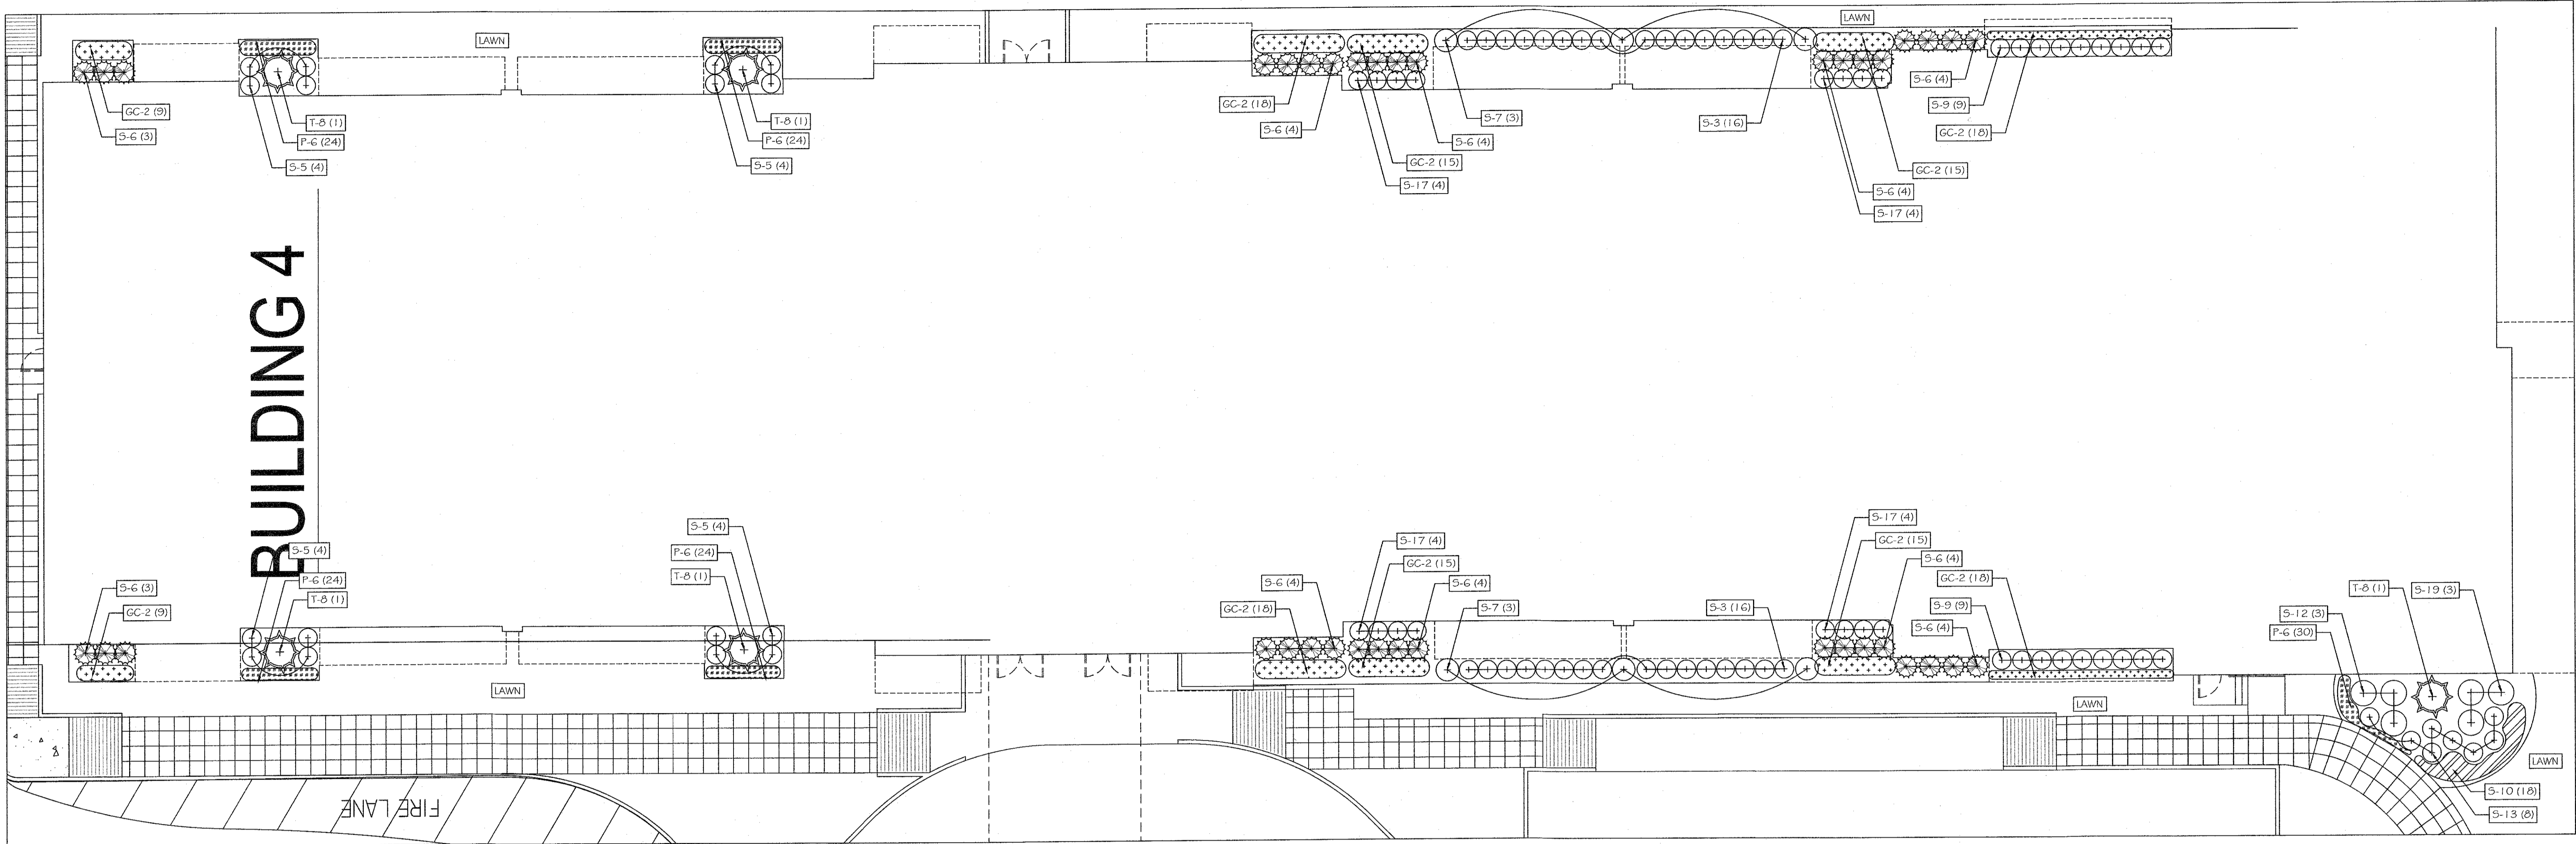 LAWN
LAWN
GC-2 (9)
S-6 (3)
T-8 (1)
P-6 (24)
S-5 (4)
T-8 (1)
P-6 (24)
S-5 (4)
GC-2 (18)
S-6 (4)
S-6 (4)
GC-2 (15)
S-17 (4)
S-7 (3)
S-3 (16)
S-6 (4)
S-9 (9)
GC-2 (18)
GC-2 (15)
S-6 (4)
S-17 (4)
BUILDING 4
S-5 (4)
P-6 (24)
T-8 (1)
S-6 (3)
GC-2 (9)
S-5 (4)
P-6 (24)
T-8 (1)
S-17 (4)
GC-2 (15)
S-6 (4)
S-6 (4)
GC-2 (18)
S-7 (3)
S-3 (16)
S-17 (4)
GC-2 (15)
S-6 (4)
GC-2 (18)
S-9 (9)
S-6 (4)
T-8 (1)
S-19 (3)
S-12 (3)
P-6 (30)
LAWN
LAWN
LAWN
S-10 (18)
S-13 (8)
FIRE LANE